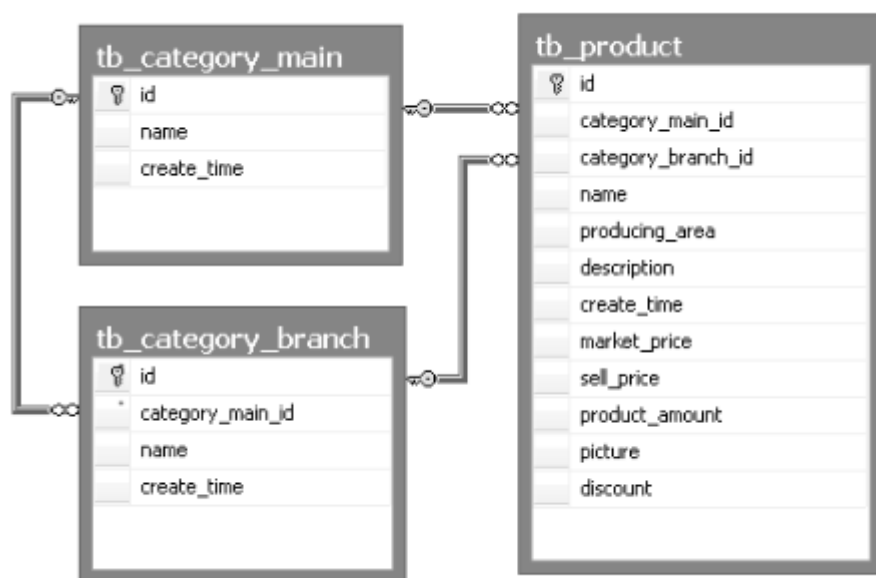 tb_category_main
id
name
create_time
tb_category_branch
id
category_main_id
name
create_time
tb_product
id
category_main_id
category_branch_id
name
producing_area
description
create_time
market_price
sell_price
product_amount
picture
discount